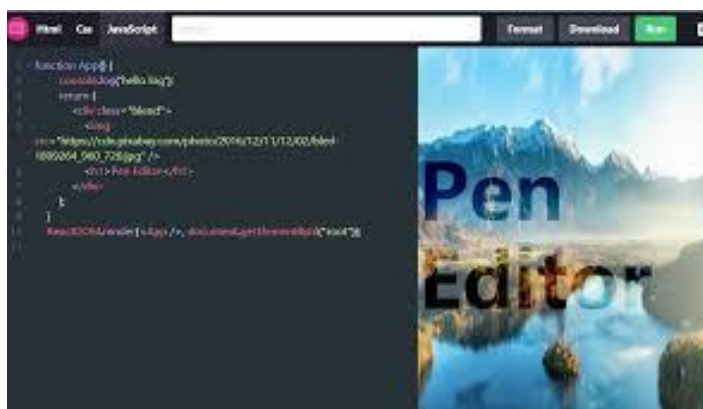 Html Css JavaScript Format Download Run
function App() {
console.log("hello log");
return (
<div class="blend">
<img
src="https://cdn.pixabay.com/photo/2016/12/11/12/02/bled-
1899264_960_720.jpg" />
<h1>Pen Editor</h1>
</div>
);
}
ReactDOM.render(<App />, document.getElementById("root"));
Pen
Editor